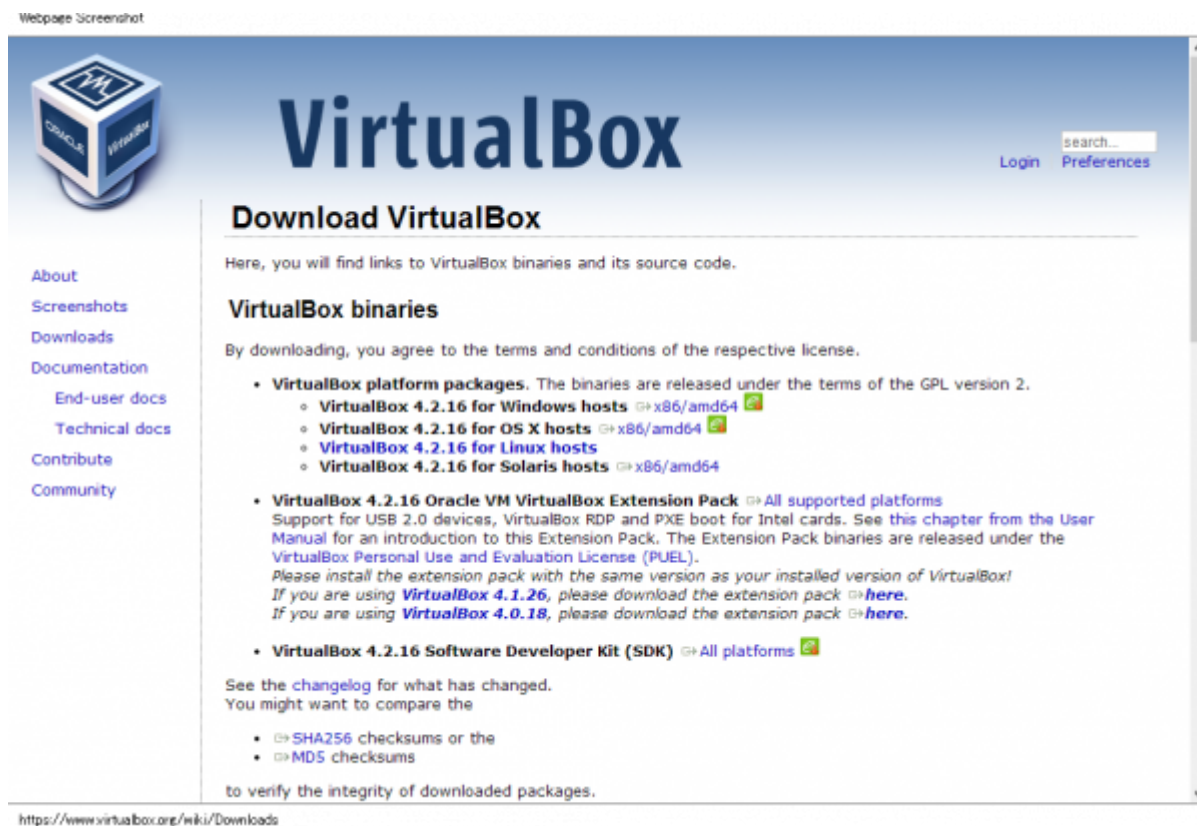 Webpage Screenshot
ORACLE
VirtualBox
VirtualBox
search...
Login Preferences
Download VirtualBox
About
Screenshots
Downloads
Documentation
End-user docs
Technical docs
Contribute
Community
Here, you will find links to VirtualBox binaries and its source code.
VirtualBox binaries
By downloading, you agree to the terms and conditions of the respective license.
• VirtualBox platform packages. The binaries are released under the terms of the GPL version 2.
◦ VirtualBox 4.2.16 for Windows hosts x86/amd64
◦ VirtualBox 4.2.16 for OS X hosts x86/amd64
◦ VirtualBox 4.2.16 for Linux hosts
◦ VirtualBox 4.2.16 for Solaris hosts x86/amd64
• VirtualBox 4.2.16 Oracle VM VirtualBox Extension Pack All supported platforms
Support for USB 2.0 devices, VirtualBox RDP and PXE boot for Intel cards. See this chapter from the User
Manual for an introduction to this Extension Pack. The Extension Pack binaries are released under the
VirtualBox Personal Use and Evaluation License (PUEL).
Please install the extension pack with the same version as your installed version of VirtualBox!
If you are using VirtualBox 4.1.26, please download the extension pack here.
If you are using VirtualBox 4.0.18, please download the extension pack here.
• VirtualBox 4.2.16 Software Developer Kit (SDK) All platforms
See the changelog for what has changed.
You might want to compare the
• SHA256 checksums or the
• MD5 checksums
to verify the integrity of downloaded packages.
https://www.virtualbox.org/wiki/Downloads